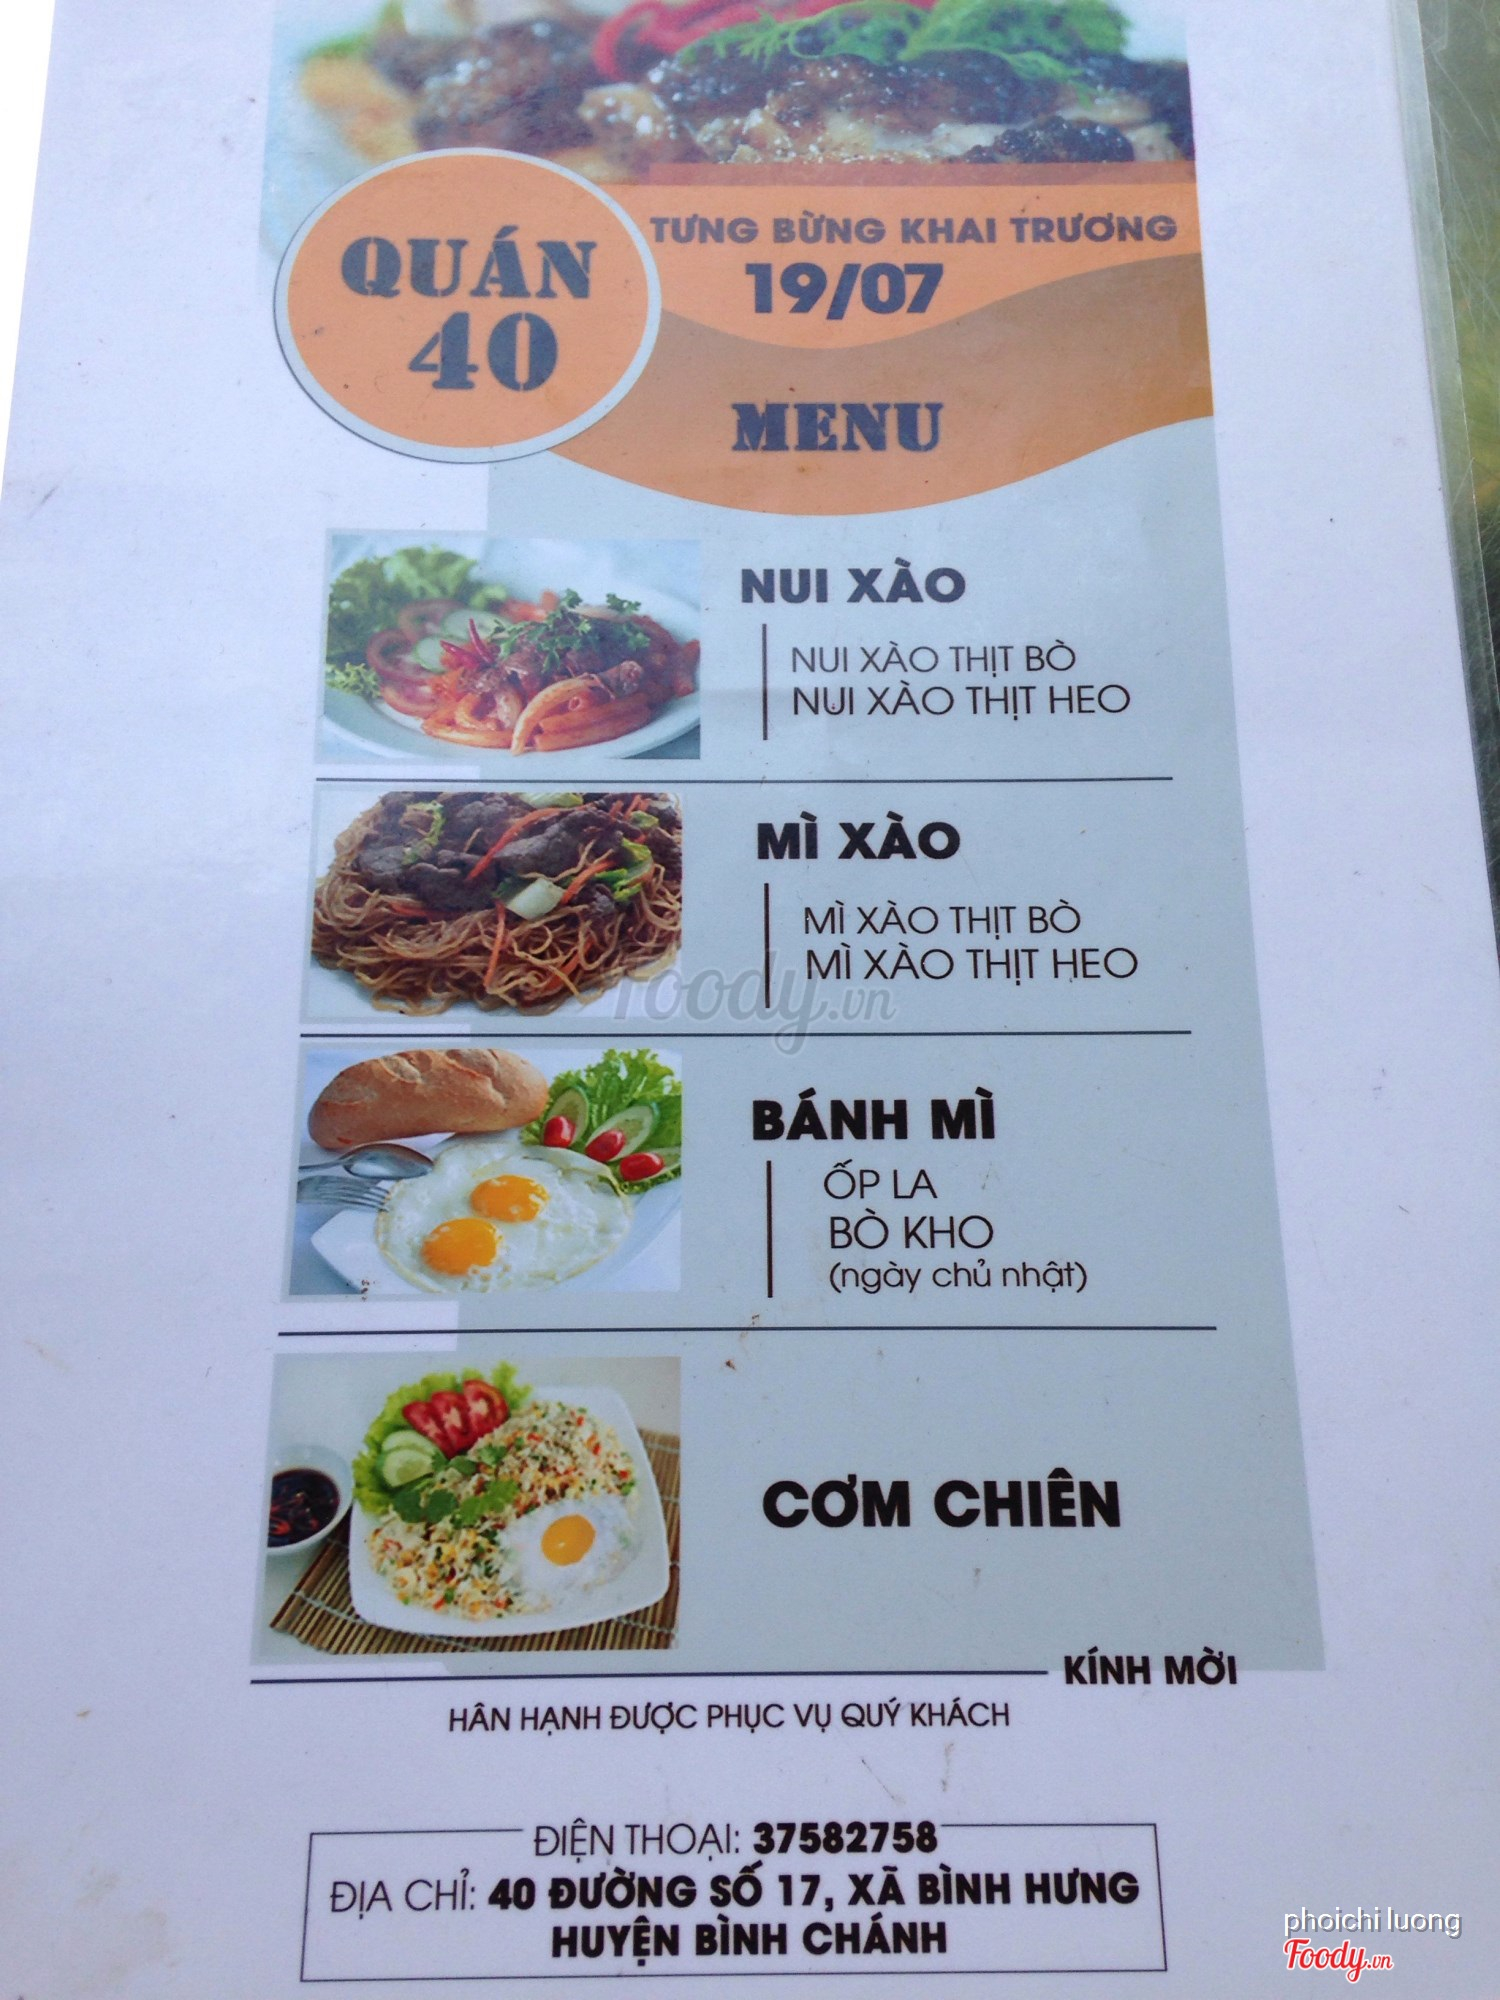 QUÁN
40
TƯNG BỪNG KHAI TRƯƠNG
19/07
MENU
NUI XÀO
NUI XÀO THỊT BÒ
NUI XÀO THỊT HEO
MÌ XÀO
MÌ XÀO THỊT BÒ
MÌ XÀO THỊT HEO
foody.vn
BÁNH MÌ
ỐP LA
BÒ KHO
(ngày chủ nhật)
CƠM CHIÊN
KÍNH MỜI
HÂN HẠNH ĐƯỢC PHỤC VỤ QUÝ KHÁCH
ĐIỆN THOẠI: 37582758
ĐỊA CHỈ: 40 ĐƯỜNG SỐ 17, XÃ BÌNH HƯNG
HUYỆN BÌNH CHÁNH
phoichi luong
Foody.vn